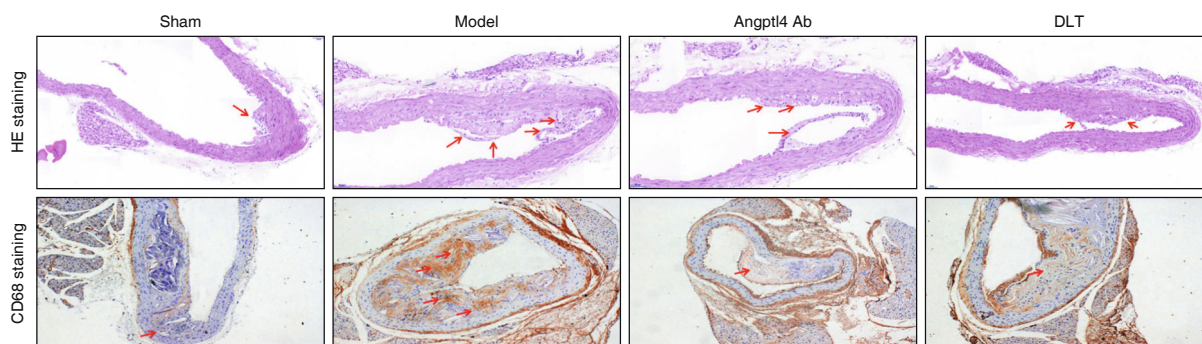 Sham
Model
Angptl4 Ab
DLT
HE staining
CD68 staining